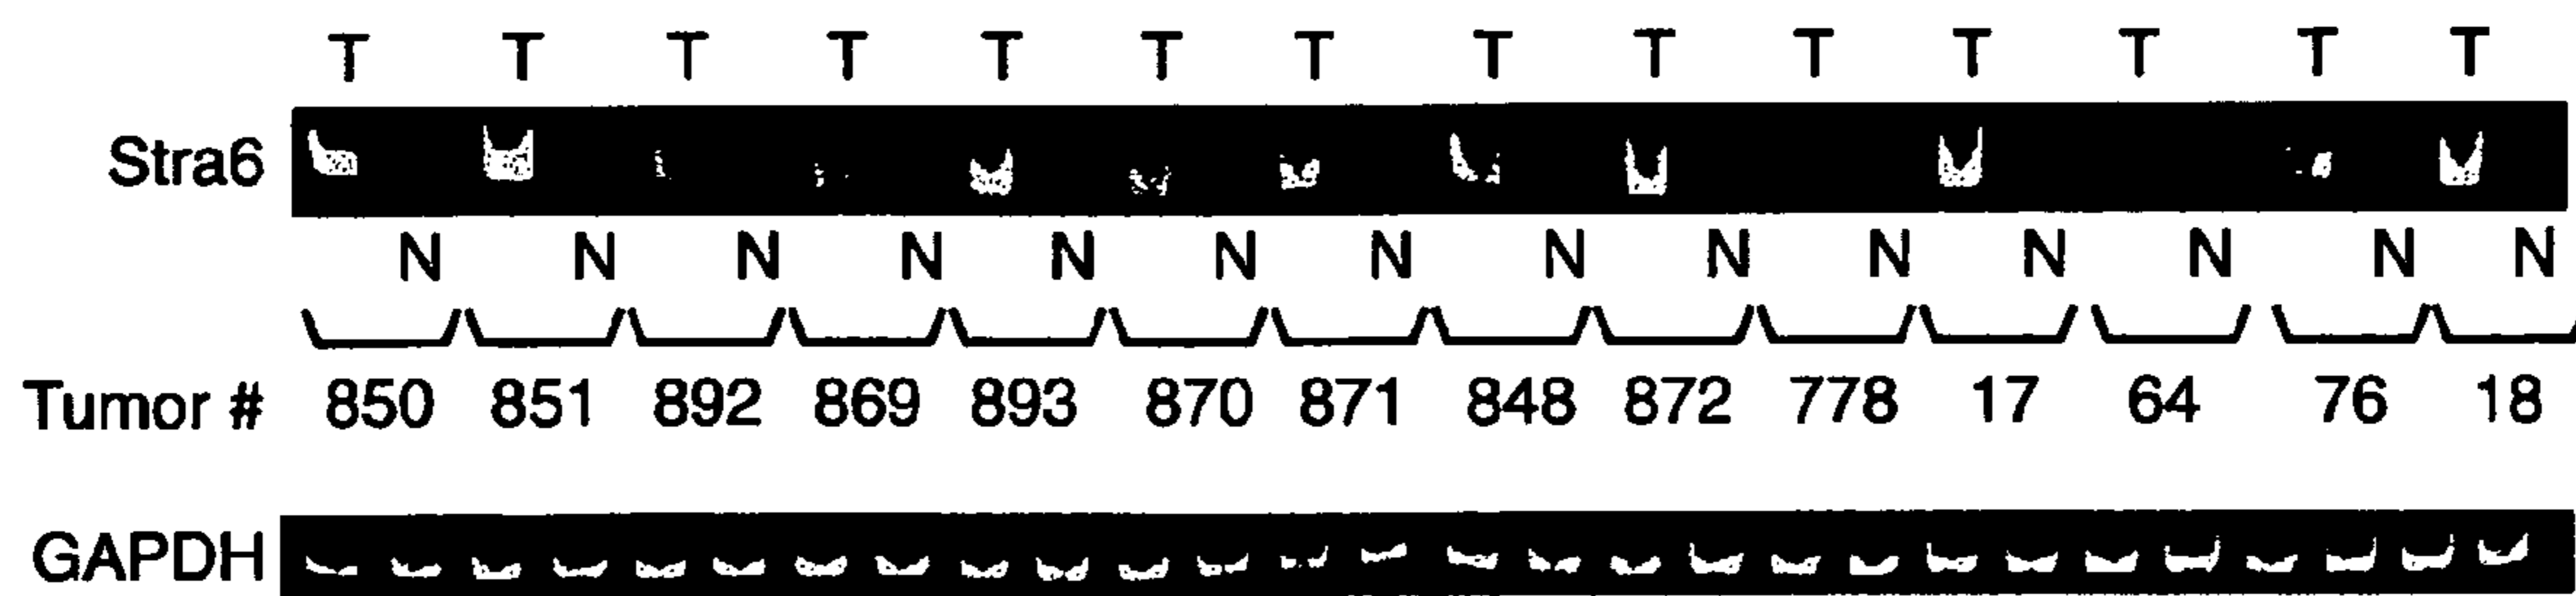 T T T T T T T T T T T T T T
Stra6
N N N N N N N N N N N N N N
Tumor # 850 851 892 869 893 870 871 848 872 778 17 64 76 18
GAPDH